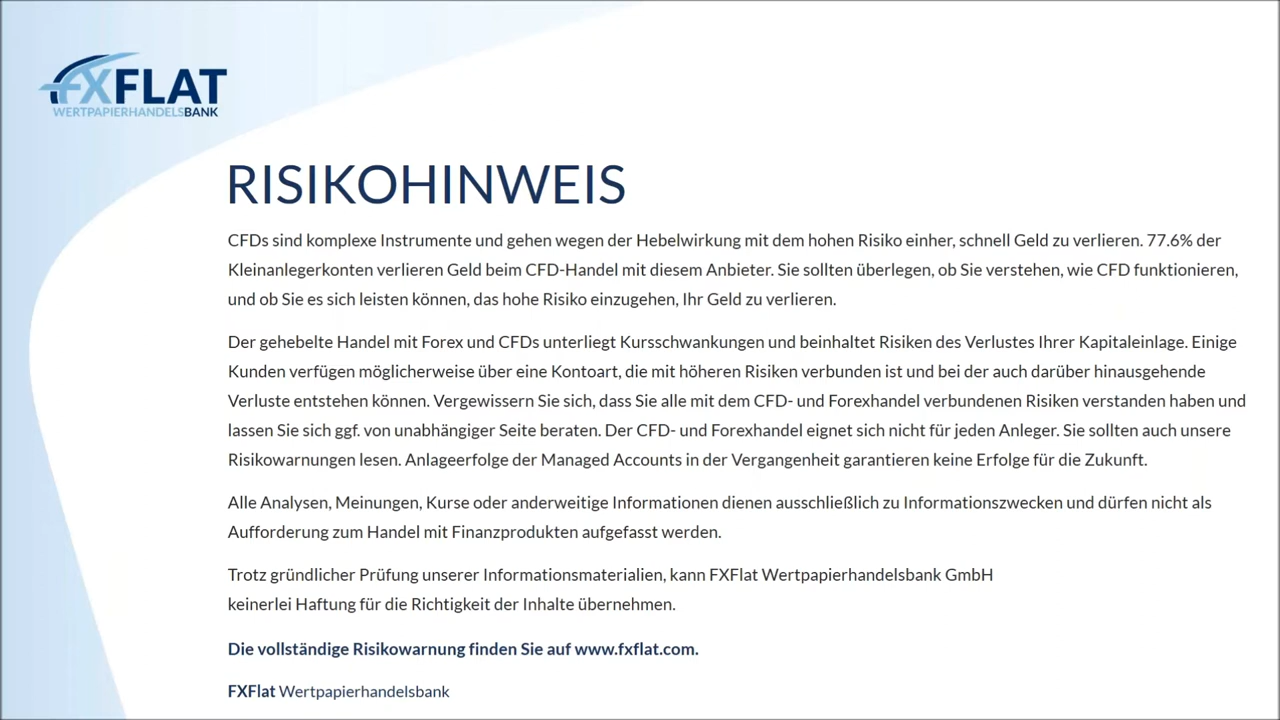 FXFLAT
WERTPAPIERHANDELSBANK
RISIKOHINWEIS
CFDs sind komplexe Instrumente und gehen wegen der Hebelwirkung mit dem hohen Risiko einher, schnell Geld zu verlieren. 77.6% der
Kleinanlegerkonten verlieren Geld beim CFD-Handel mit diesem Anbieter. Sie sollten überlegen, ob Sie verstehen, wie CFD funktionieren,
und ob Sie es sich leisten können, das hohe Risiko einzugehen, Ihr Geld zu verlieren.
Der gehebelte Handel mit Forex und CFDs unterliegt Kursschwankungen und beinhaltet Risiken des Verlustes Ihrer Kapitaleinlage. Einige
Kunden verfügen möglicherweise über eine Kontoart, die mit höheren Risiken verbunden ist und bei der auch darüber hinausgehende
Verluste entstehen können. Vergewissern Sie sich, dass Sie alle mit dem CFD- und Forexhandel verbundenen Risiken verstanden haben und
lassen Sie sich ggf. von unabhängiger Seite beraten. Der CFD- und Forexhandel eignet sich nicht für jeden Anleger. Sie sollten auch unsere
Risikowarnungen lesen. Anlageerfolge der Managed Accounts in der Vergangenheit garantieren keine Erfolge für die Zukunft.
Alle Analysen, Meinungen, Kurse oder anderweitige Informationen dienen ausschließlich zu Informationszwecken und dürfen nicht als
Aufforderung zum Handel mit Finanzprodukten aufgefasst werden.
Trotz gründlicher Prüfung unserer Informationsmaterialien, kann FXFlat Wertpapierhandelsbank GmbH
keinerlei Haftung für die Richtigkeit der Inhalte übernehmen.
Die vollständige Risikowarnung finden Sie auf www.fxflat.com.
FXFlat Wertpapierhandelsbank